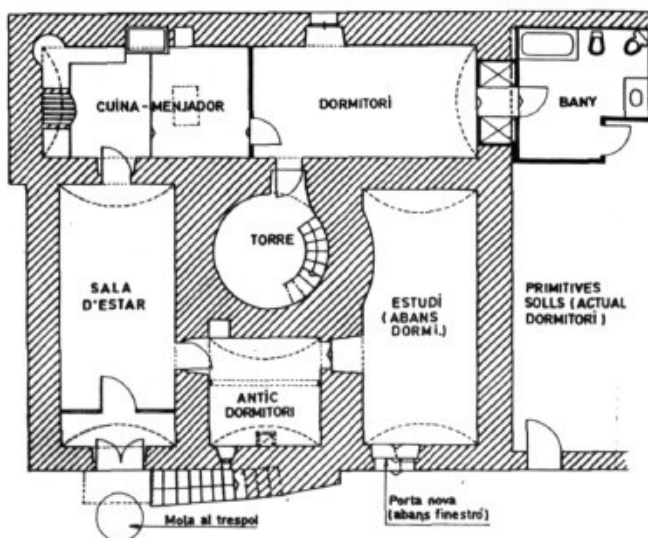 CUÏNA-MENJADOR
DORMITORI
BANY
TORRE
SALA
D'ESTAR
ESTUDI
(ABANS
DORMI.)
PRIMITIVES
SOLLS (ACTUAL
DORMITORI)
ANTIC
DORMITORI
Mola al trespol
Porta nova
(abans finestró)